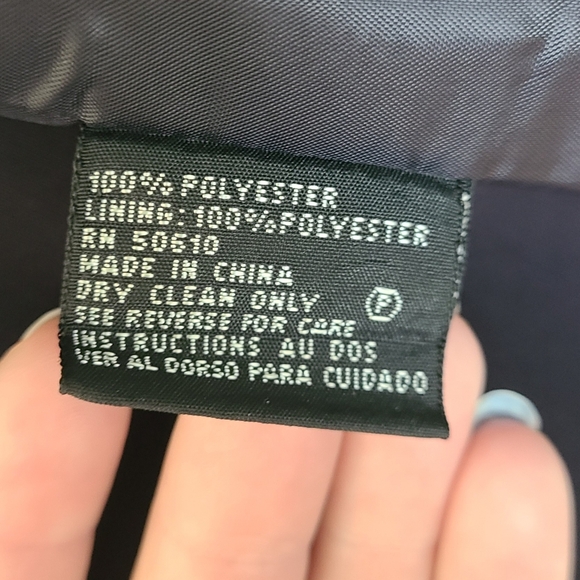 100% POLYESTER
LINING: 100% POLYESTER
RN 50610
MADE IN CHINA
DRY CLEAN ONLY Ⓟ
SEE REVERSE FOR CARE
INSTRUCTIONS AU DOS
VER AL DORSO PARA CUIDADO